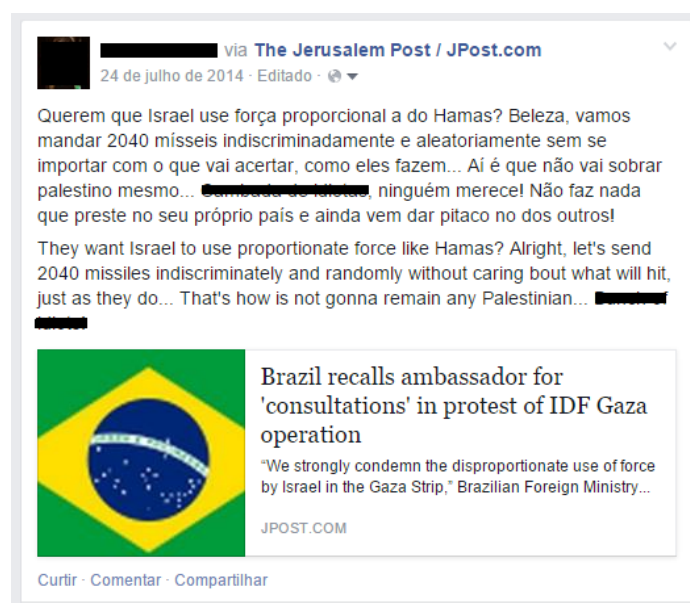 via The Jerusalem Post / JPost.com
24 de julho de 2014 · Editado ·
Querem que Israel use força proporcional a do Hamas? Beleza, vamos
mandar 2040 mísseis indiscriminadamente e aleatoriamente sem se
importar com o que vai acertar, como eles fazem... Aí é que não vai sobrar
palestino mesmo... , ninguém merece! Não faz nada
que preste no seu próprio país e ainda vem dar pitaco no dos outros!
They want Israel to use proportionate force like Hamas? Alright, let's send
2040 missiles indiscriminately and randomly without caring bout what will hit,
just as they do... That's how is not gonna remain any Palestinian...
Brazil recalls ambassador for
'consultations' in protest of IDF Gaza
operation
“We strongly condemn the disproportionate use of force
by Israel in the Gaza Strip,” Brazilian Foreign Ministry...
JPOST.COM
Curtir · Comentar · Compartilhar